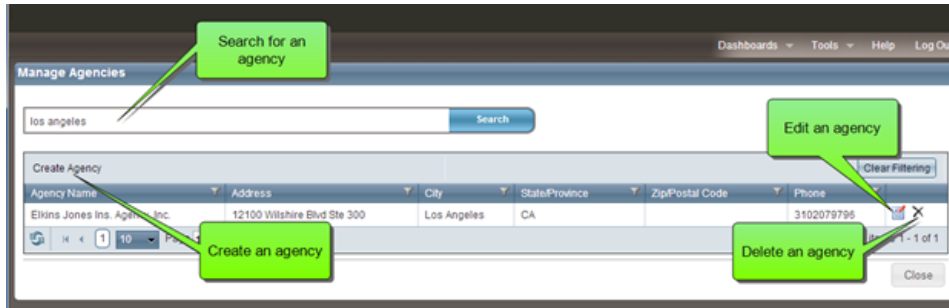 Search for an
agency
Dashboards Tools Help Log Ou
Manage Agencies
los angeles Search
Edit an agency
Create Agency Clear Filtering
Agency Name Address City State/Province Zip/Postal Code Phone
Elkins Jones Ins. Agency, Inc. 12100 Wilshire Blvd Ste 300 Los Angeles CA 3102079796
1 10 1 - 1 of 1
Create an agency
Delete an agency
Close